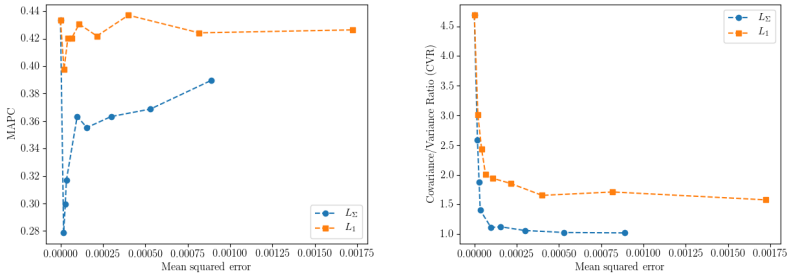 0.44
0.42
0.40
0.38
0.36
0.34
0.32
0.30
0.28
MAPC
0.00000 0.00025 0.00050 0.00075 0.00100 0.00125 0.00150 0.00175
Mean squared error
L_Σ
L_1
4.5
4.0
3.5
3.0
2.5
2.0
1.5
1.0
Covariance/Variance Ratio (CVR)
0.00000 0.00025 0.00050 0.00075 0.00100 0.00125 0.00150 0.00175
Mean squared error
L_Σ
L_1